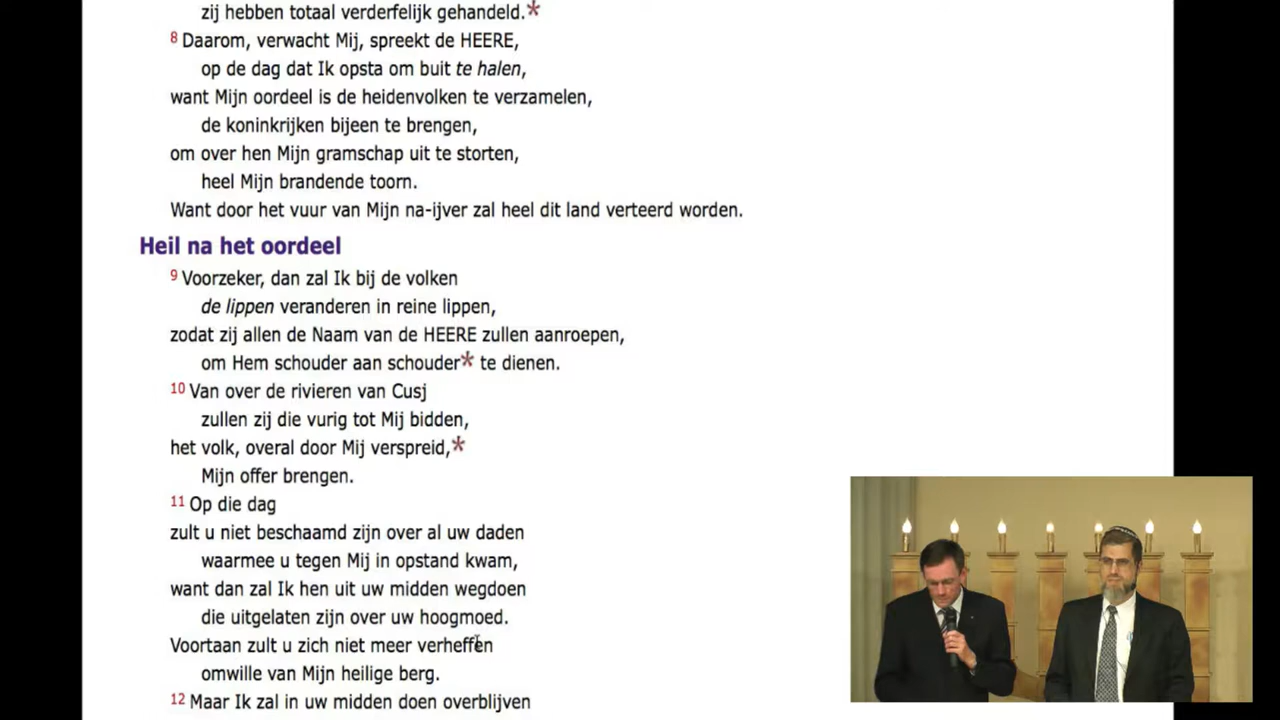 zij hebben totaal verderfelijk gehandeld.*
8 Daarom, verwacht Mij, spreekt de HEERE,
op de dag dat Ik opsta om buit te halen,
want Mijn oordeel is de heidenvolken te verzamelen,
de koninkrijken bijeen te brengen,
om over hen Mijn gramschap uit te storten,
heel Mijn brandende toorn.
Want door het vuur van Mijn na-ijver zal heel dit land verteerd worden.
Heil na het oordeel
9 Voorzeker, dan zal Ik bij de volken
de lippen veranderen in reine lippen,
zodat zij allen de Naam van de HEERE zullen aanroepen,
om Hem schouder aan schouder* te dienen.
10 Van over de rivieren van Cusj
zullen zij die vurig tot Mij bidden,
het volk, overal door Mij verspreid,*
Mijn offer brengen.
11 Op die dag
zult u niet beschaamd zijn over al uw daden
waarmee u tegen Mij in opstand kwam,
want dan zal Ik hen uit uw midden wegdoen
die uitgelaten zijn over uw hoogmoed.
Voortaan zult u zich niet meer verheffen
omwille van Mijn heilige berg.
12 Maar Ik zal in uw midden doen overblijven